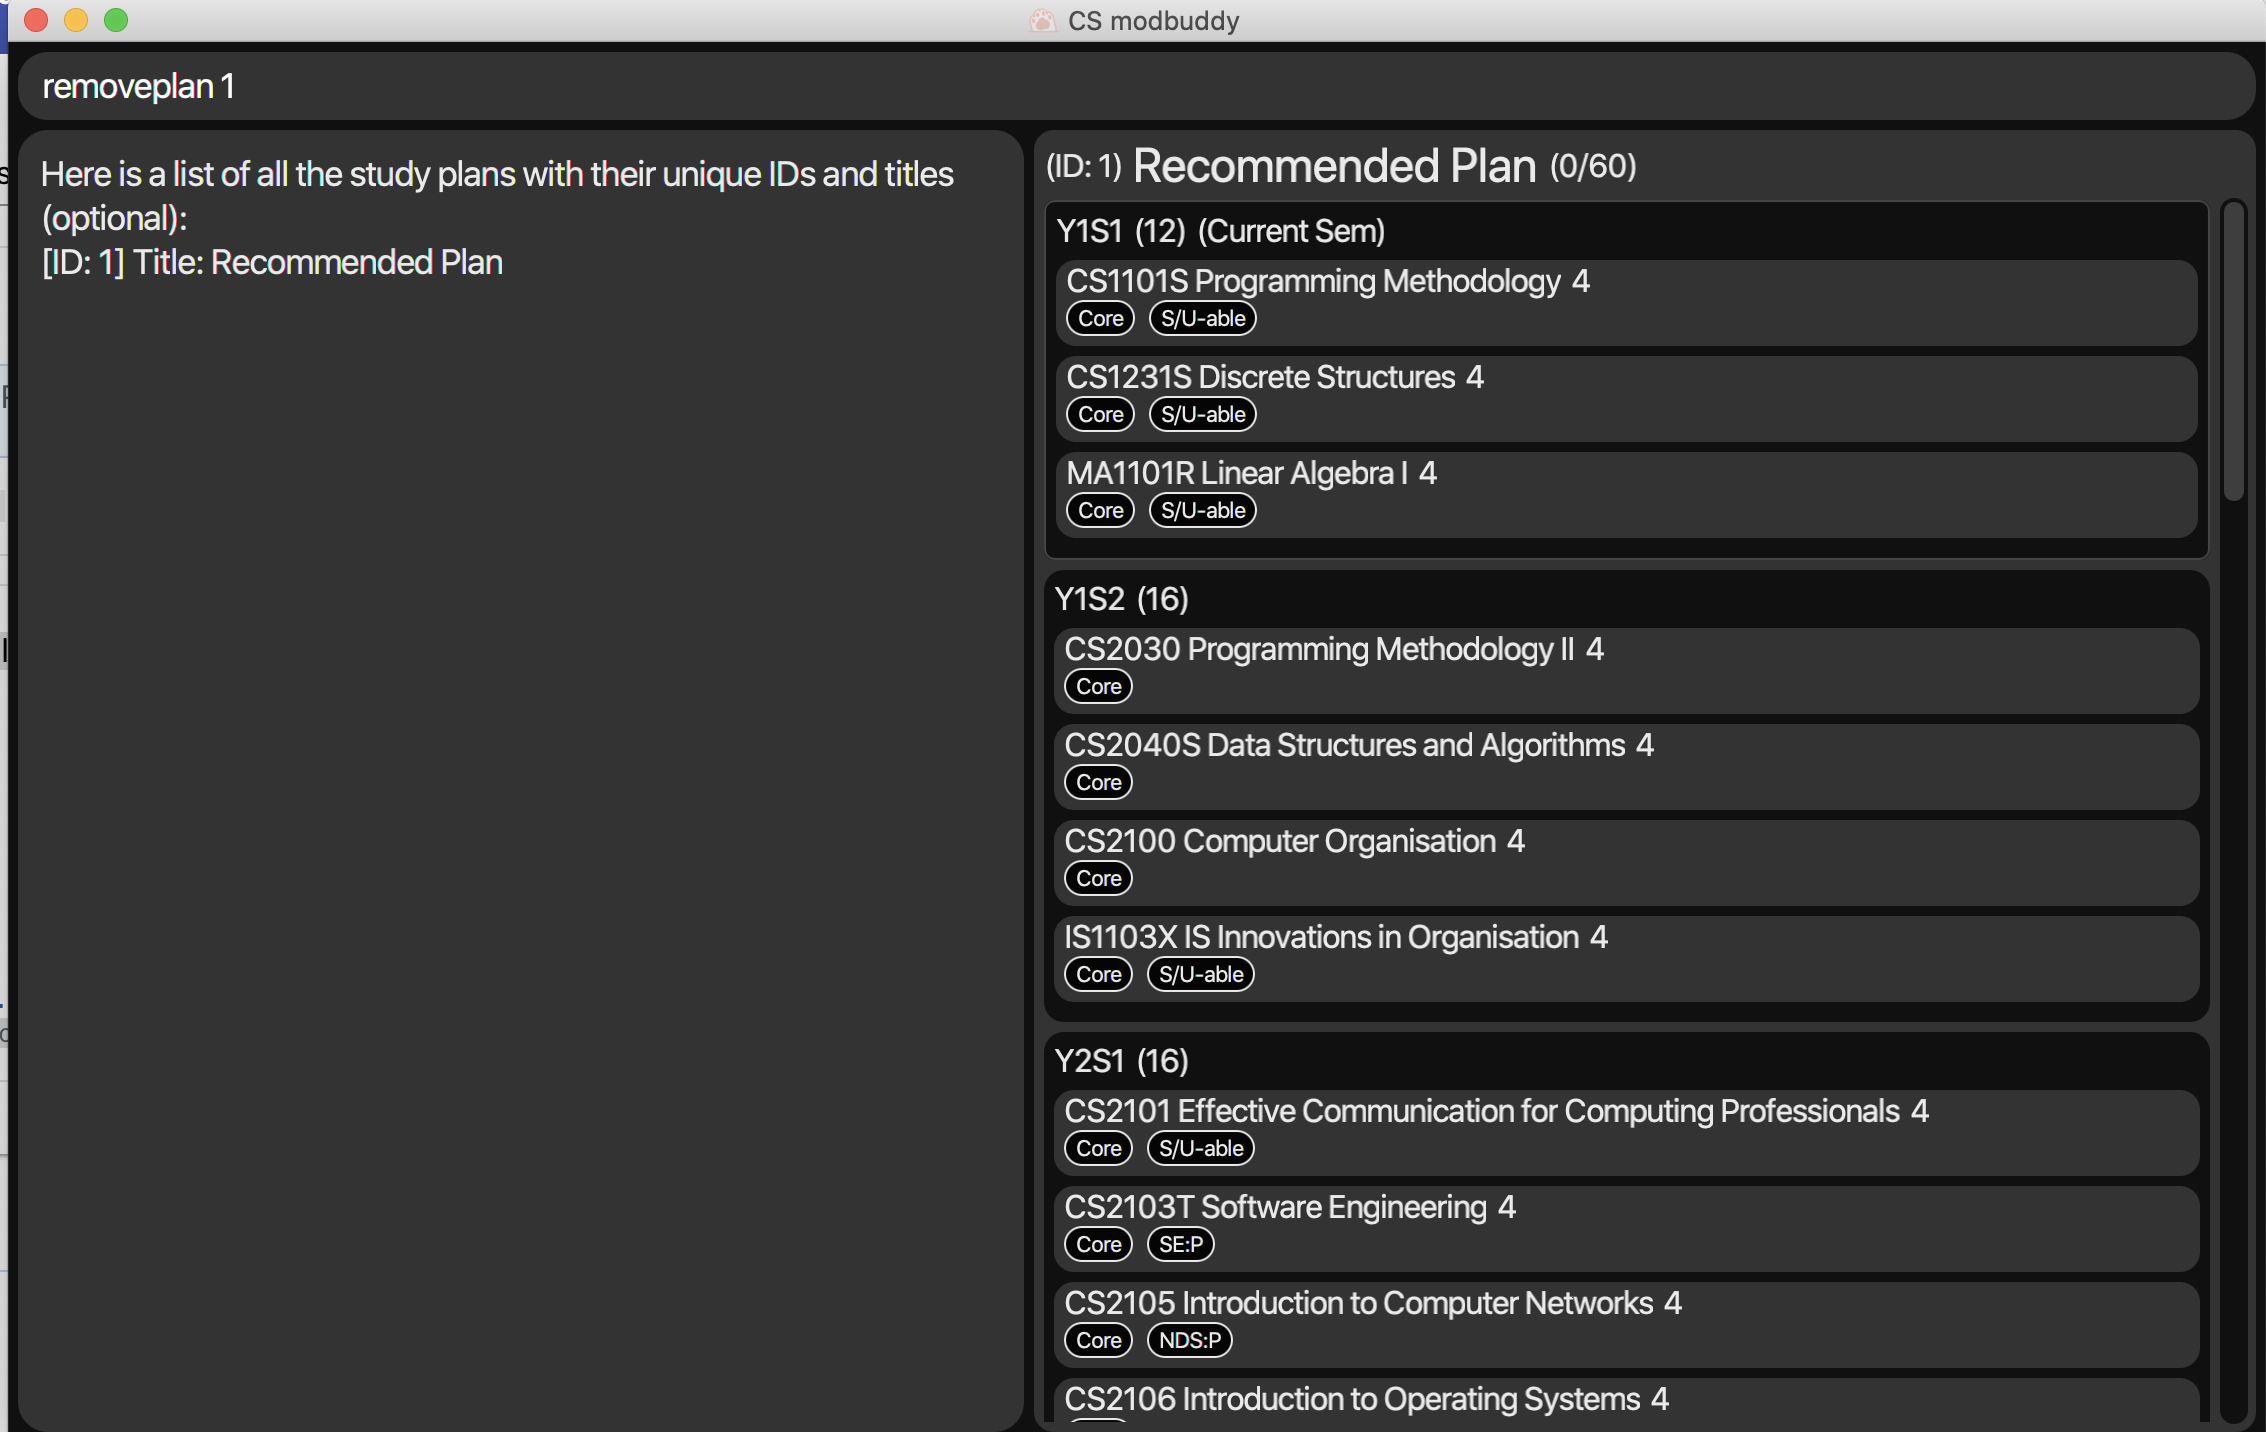 CS modbuddy
removeplan 1
Here is a list of all the study plans with their unique IDs and titles
(optional):
[ID: 1] Title: Recommended Plan
(ID: 1) Recommended Plan (0/60)
Y1S1 (12) (Current Sem)
CS1101S Programming Methodology 4
Core S/U-able
CS1231S Discrete Structures 4
Core S/U-able
MA1101R Linear Algebra I 4
Core S/U-able
Y1S2 (16)
CS2030 Programming Methodology II 4
Core
CS2040S Data Structures and Algorithms 4
Core
CS2100 Computer Organisation 4
Core
IS1103X IS Innovations in Organisation 4
Core S/U-able
Y2S1 (16)
CS2101 Effective Communication for Computing Professionals 4
Core S/U-able
CS2103T Software Engineering 4
Core SE:P
CS2105 Introduction to Computer Networks 4
Core NDS:P
CS2106 Introduction to Operating Systems 4